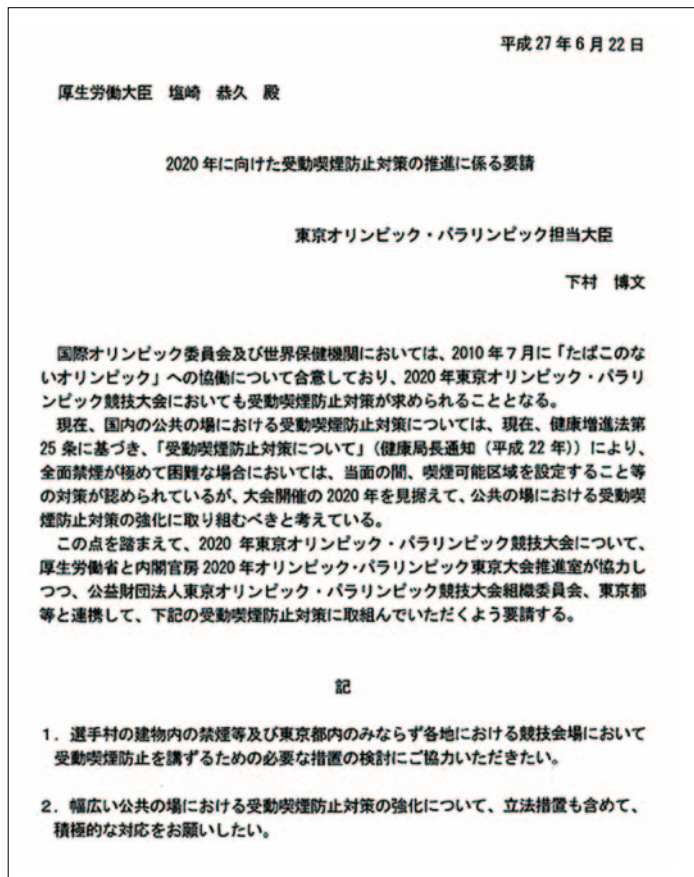 平成27年6月22日
厚生労働大臣 塩崎 恭久 殿
2020年に向けた受動喫煙防止対策の推進に係る要請
東京オリンピック・パラリンピック担当大臣
下村 博文
国際オリンピック委員会及び世界保健機関においては、2010年7月に「たばこのな
いオリンピック」への協働について合意しており、2020年東京オリンピック・パラリ
ンピック競技大会においても受動喫煙防止対策が求められることとなる。
現在、国内の公共の場における受動喫煙防止対策については、現在、健康増進法第
25条に基づき、「受動喫煙防止対策について」(健康局長通知(平成22年))により、
全面禁煙が極めて困難な場合においては、当面の間、喫煙可能区域を設定すること等
の対策が認められているが、大会開催の2020年を見据えて、公共の場における受動喫
煙防止対策の強化に取り組むべきと考えている。
この点を踏まえて、2020年東京オリンピック・パラリンピック競技大会について、
厚生労働省と内閣官房2020年オリンピック・パラリンピック東京大会推進室が協力し
つつ、公益財団法人東京オリンピック・パラリンピック競技大会組織委員会、東京都
等と連携して、下記の受動喫煙防止対策に取組んでいただくよう要請する。
記
1.選手村の建物内の禁煙等及び東京都内のみならず各地における競技会場において
受動喫煙防止を講ずるための必要な措置の検討にご協力いただきたい。
2.幅広い公共の場における受動喫煙防止対策の強化について、立法措置も含めて、
積極的な対応をお願いしたい。